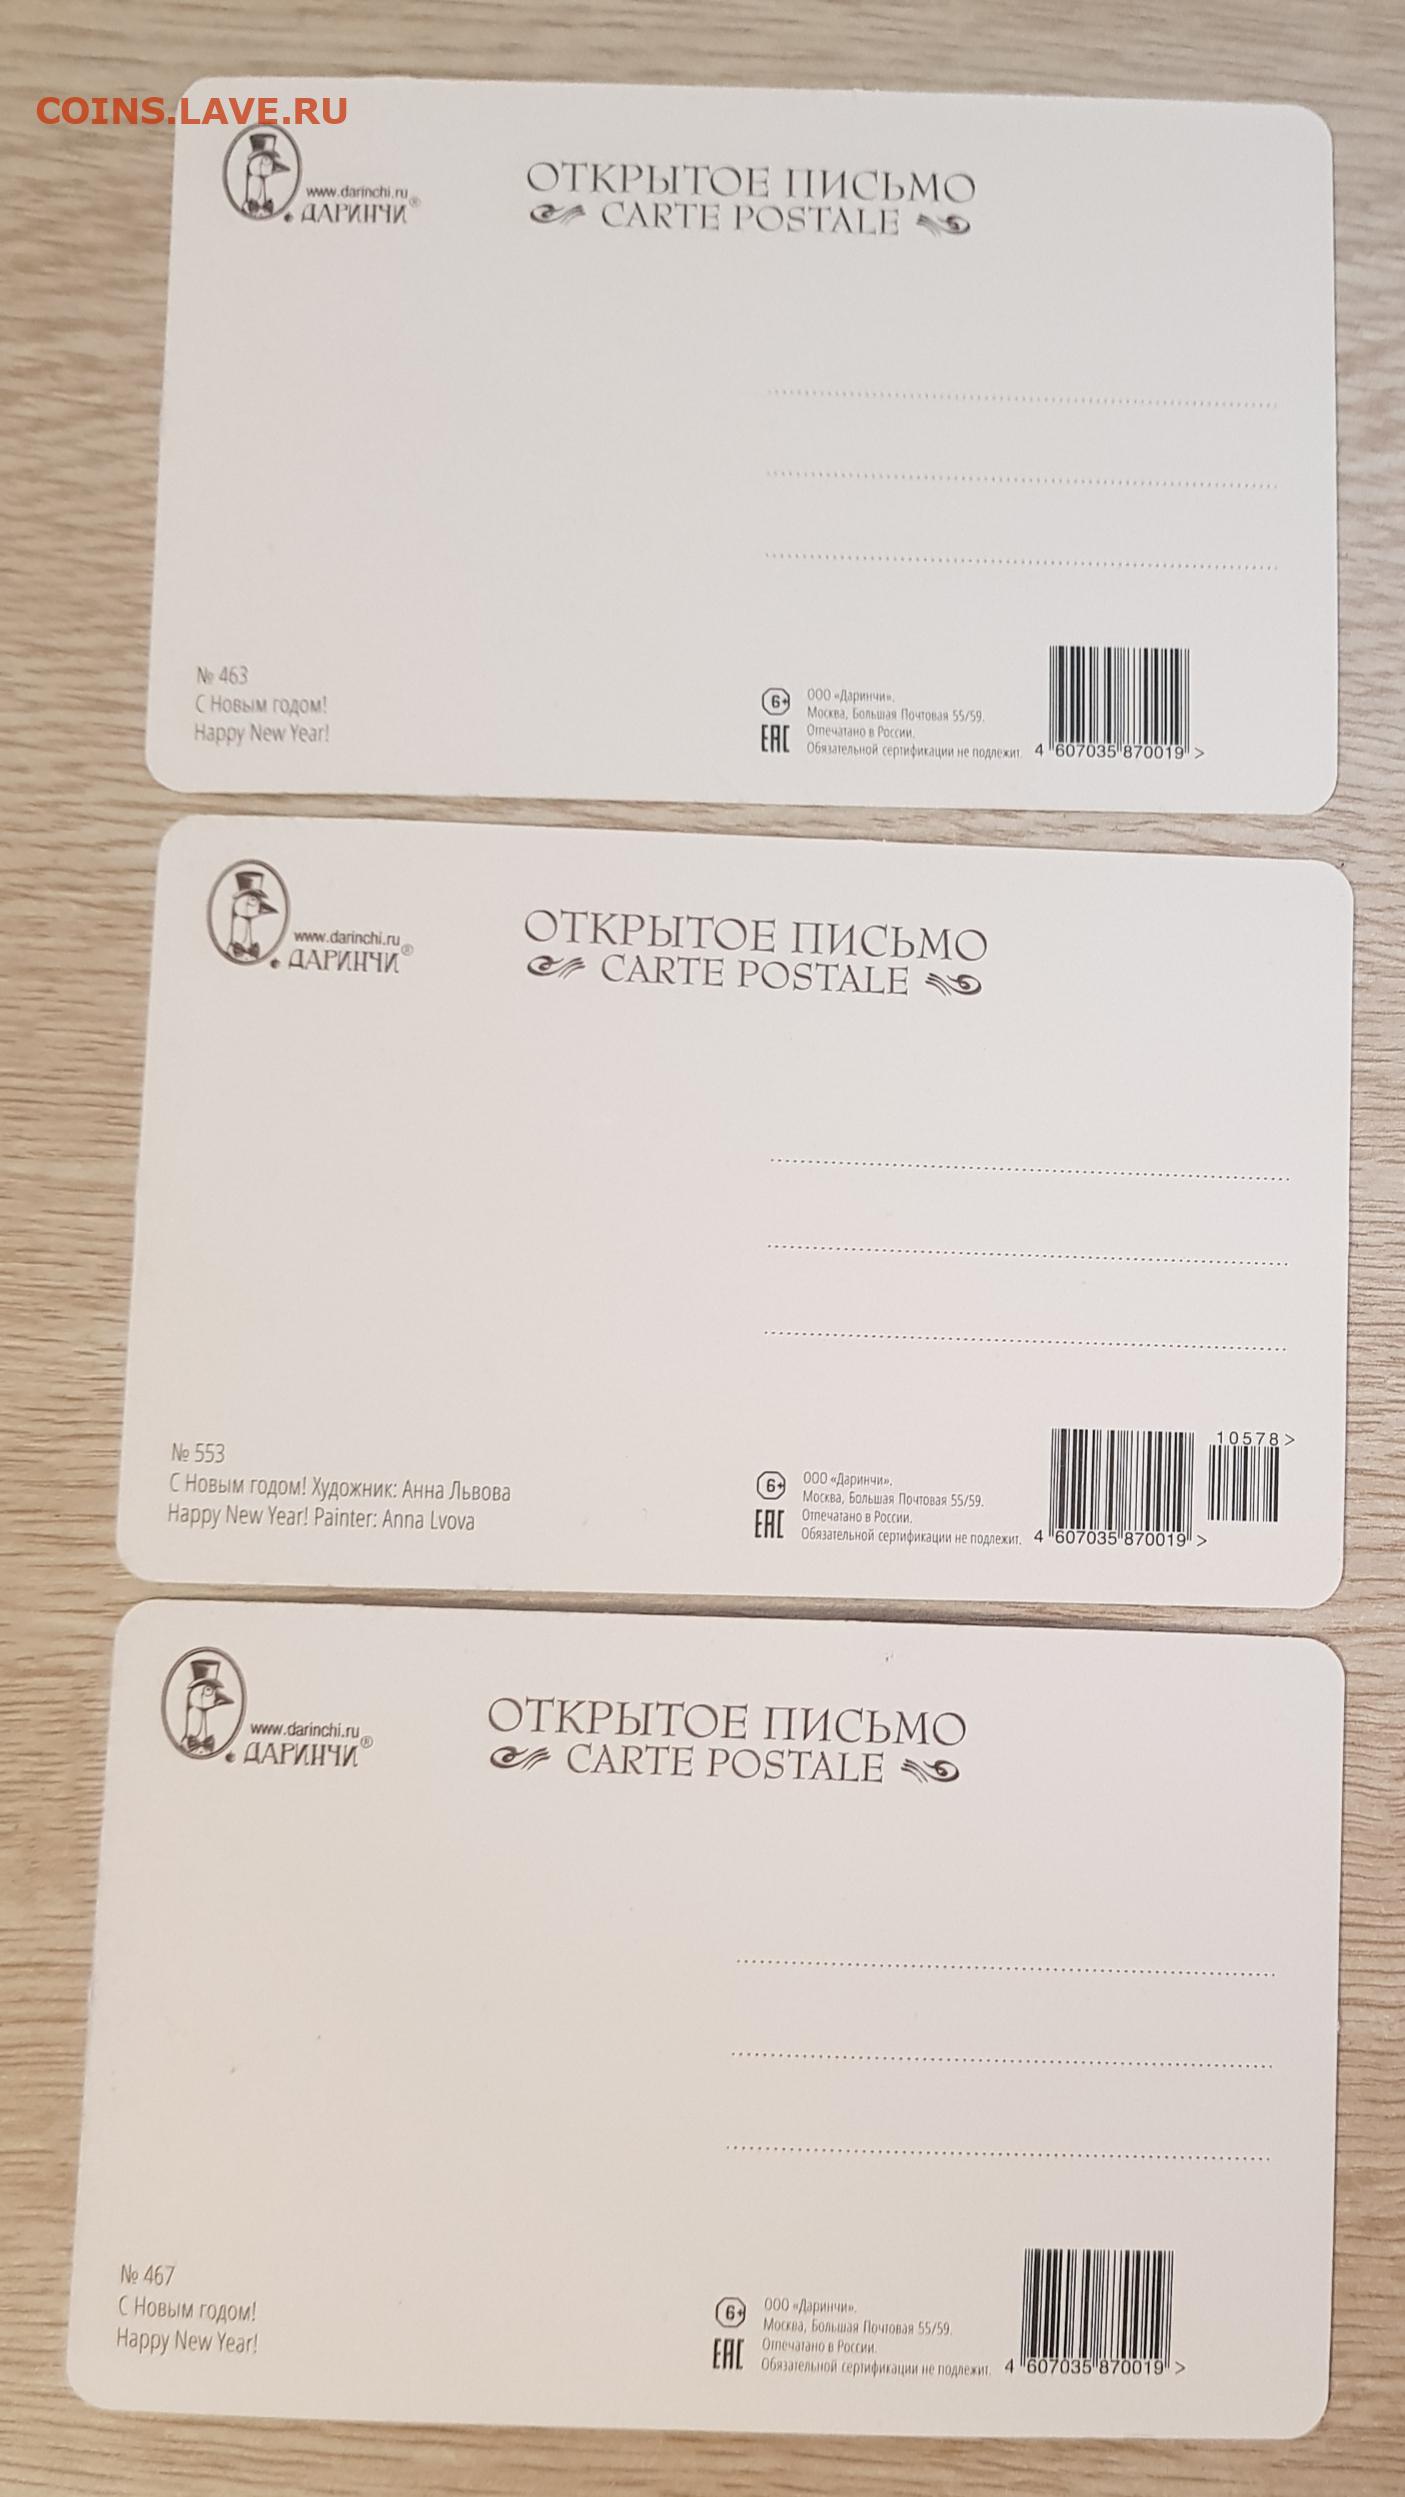 COINS.LAVE.RU
www.darinchi.ru
ДАРИНЧИ®
ОТКРЫТОЕ ПИСЬМО
CARTE POSTALE
№ 463
С Новым годом!
Happy New Year!
6+
ООО «Даринчи».
Москва, Большая Почтовая 55/59.
EAC
Отпечатано в России.
Обязательной сертификации не подлежит.
4 607035 870019 >
www.darinchi.ru
ДАРИНЧИ®
ОТКРЫТОЕ ПИСЬМО
CARTE POSTALE
№ 553
С Новым годом! Художник: Анна Львова
Happy New Year! Painter: Anna Lvova
6+
ООО «Даринчи».
Москва, Большая Почтовая 55/59.
EAC
Отпечатано в России.
Обязательной сертификации не подлежит.
4 607035 870019 >
10578 >
www.darinchi.ru
ДАРИНЧИ®
ОТКРЫТОЕ ПИСЬМО
CARTE POSTALE
№ 467
С Новым годом!
Happy New Year!
6+
ООО «Даринчи».
Москва, Большая Почтовая 55/59.
EAC
Отпечатано в России.
Обязательной сертификации не подлежит.
4 607035 870019 >